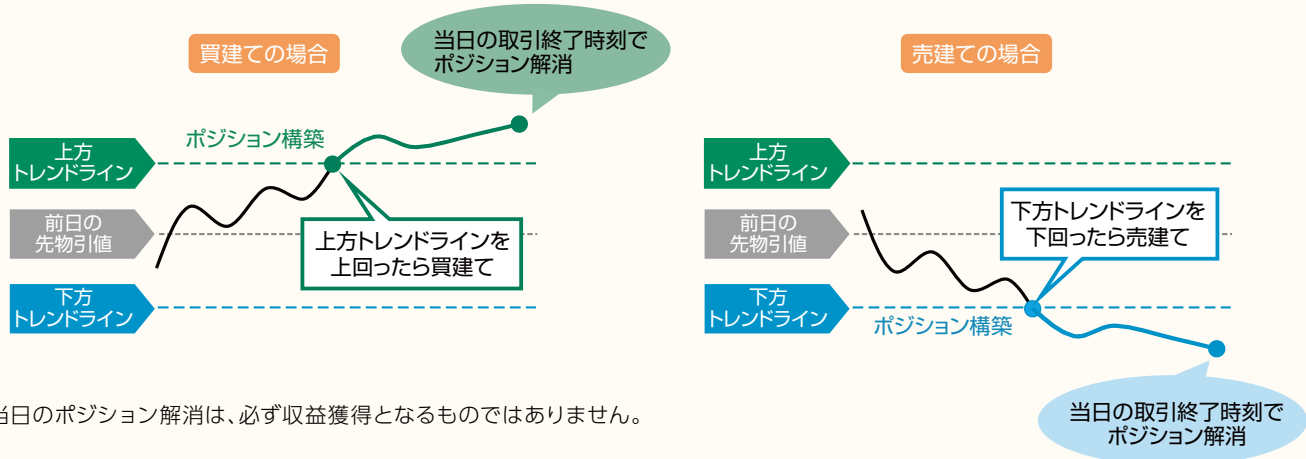 買建ての場合
当日の取引終了時刻で
ポジション解消
上方
トレンドライン
ポジション構築
前日の
先物引値
上方トレンドラインを
上回ったら買建て
下方
トレンドライン
売建ての場合
上方
トレンドライン
前日の
先物引値
下方トレンドラインを
下回ったら売建て
下方
トレンドライン
ポジション構築
当日の取引終了時刻で
ポジション解消
当日のポジション解消は、必ず収益獲得となるものではありません。